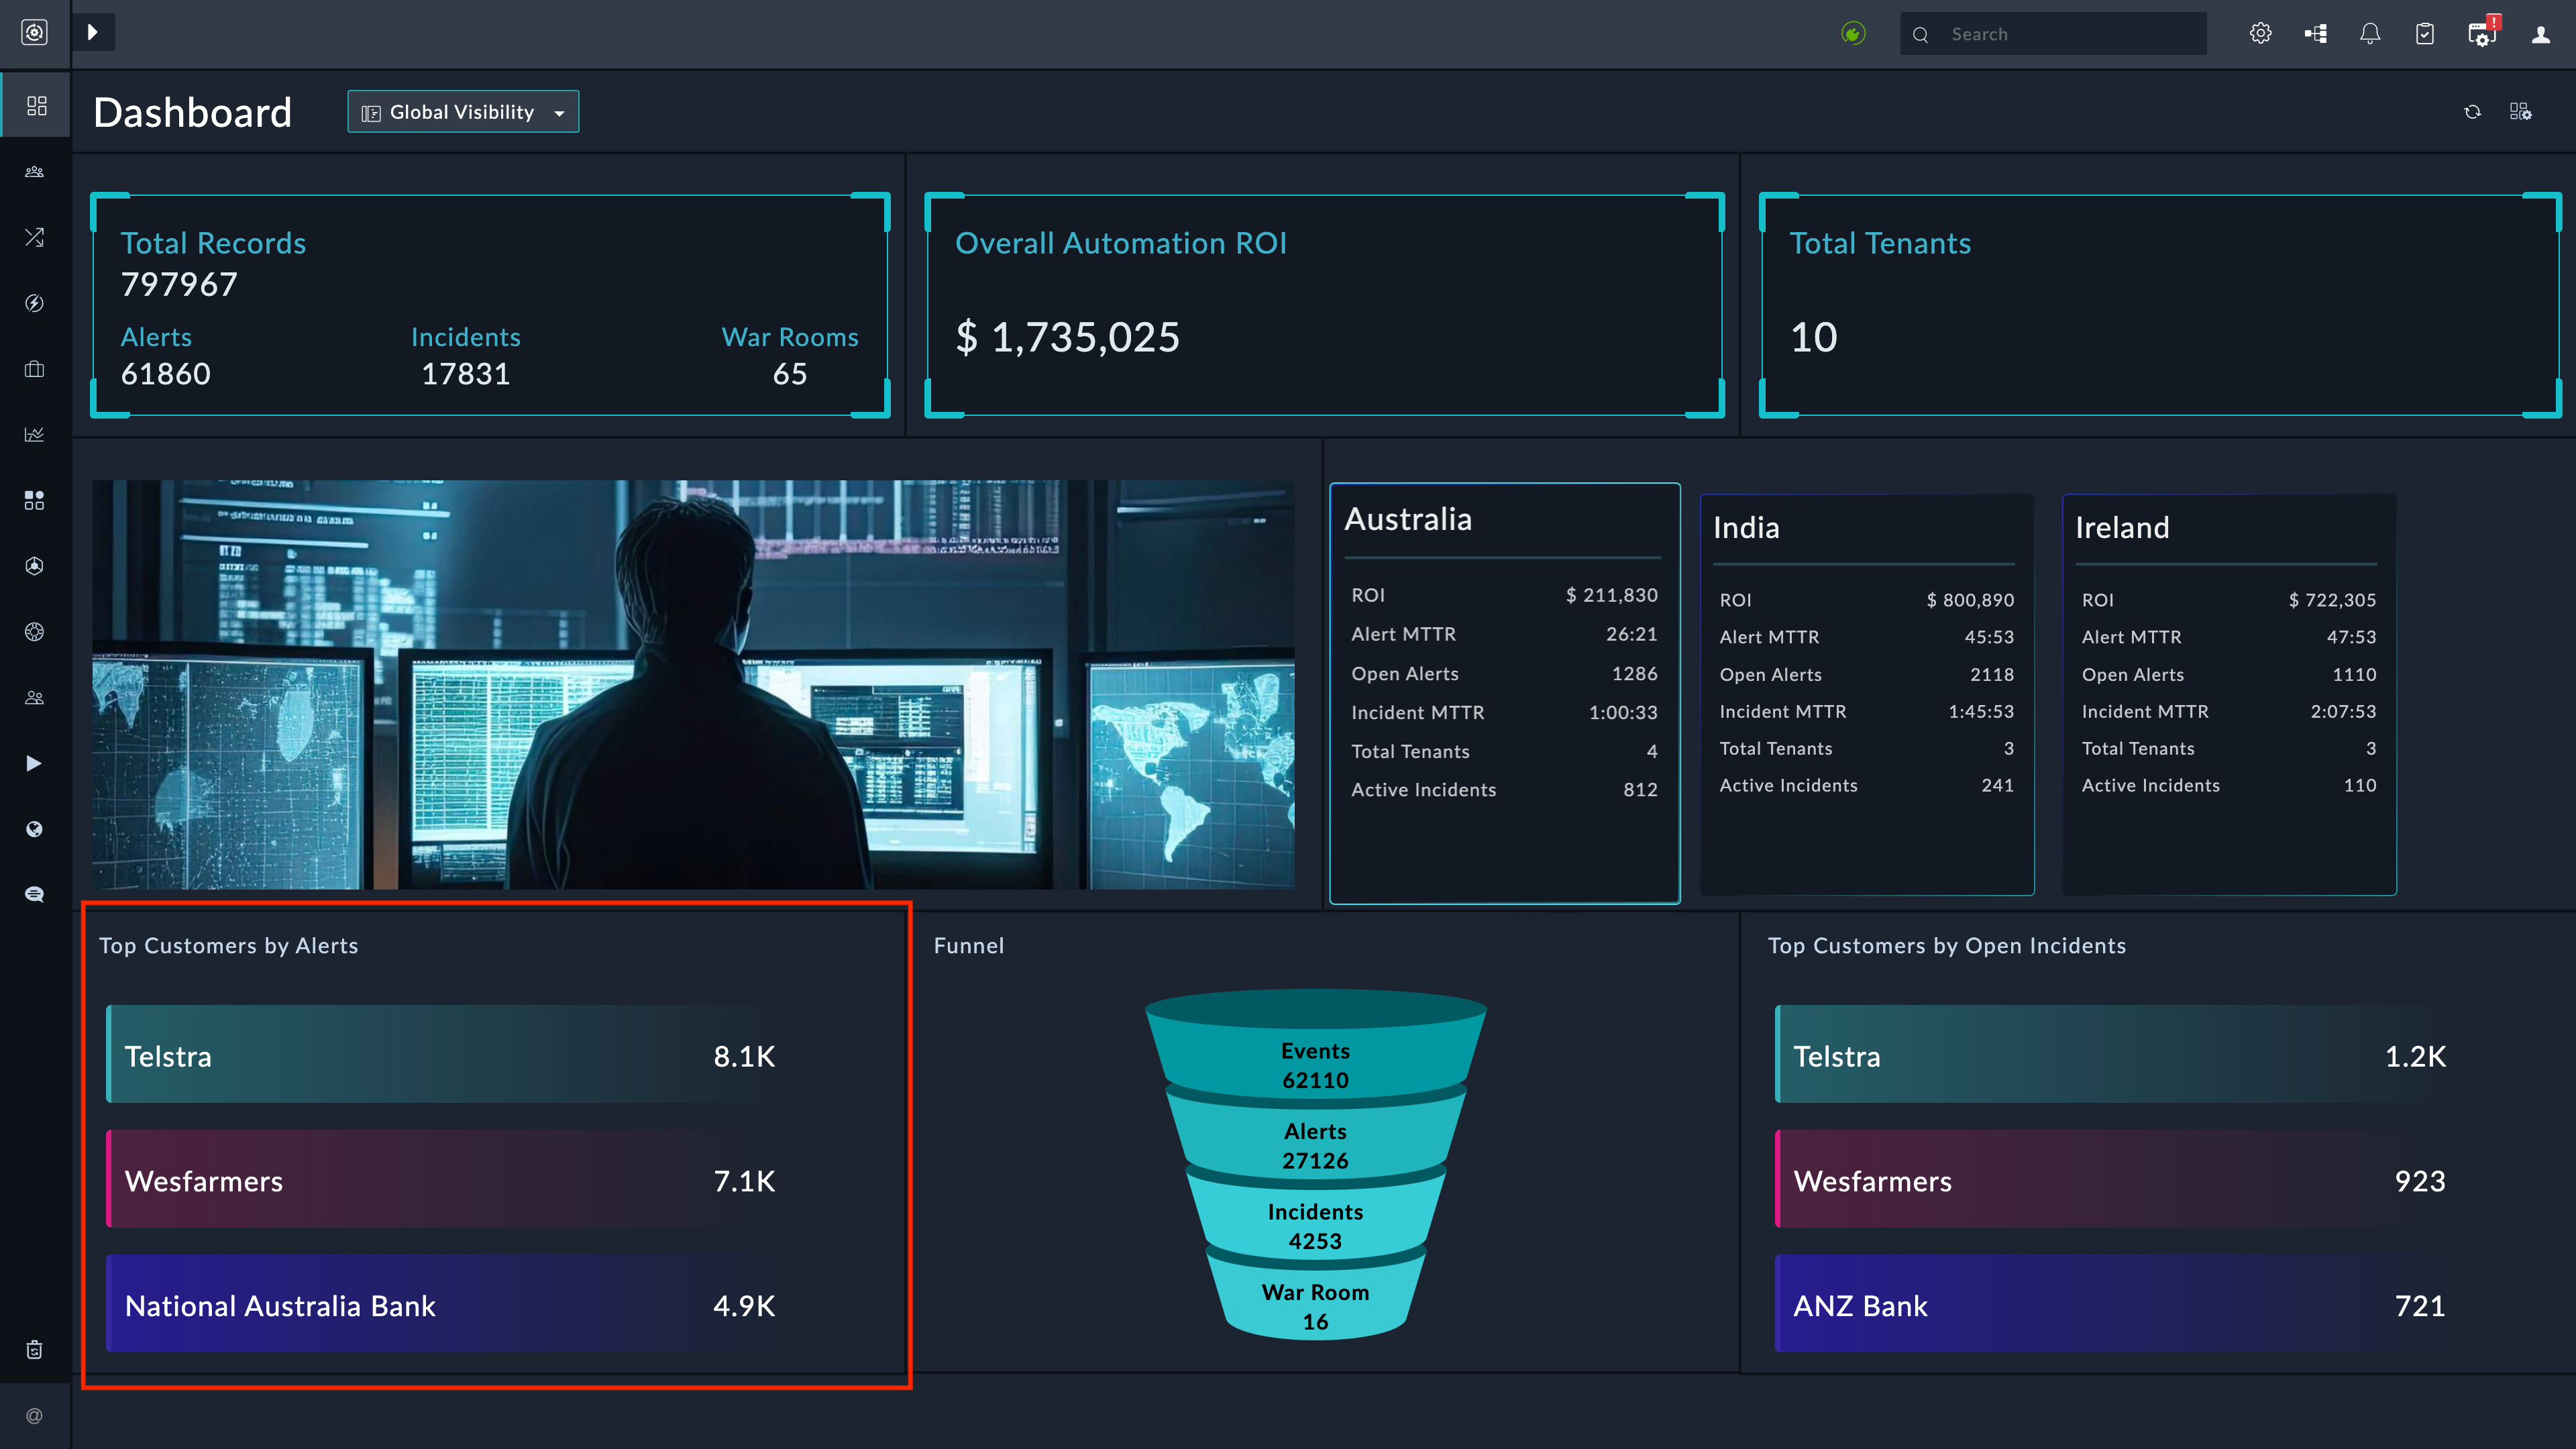 Search
!
Dashboard
Global Visibility
Total Records
797967
Alerts
Incidents
War Rooms
61860
17831
65
Overall Automation ROI
$ 1,735,025
Total Tenants
10
Australia
ROI $ 211,830
Alert MTTR 26:21
Open Alerts 1286
Incident MTTR 1:00:33
Total Tenants 4
Active Incidents 812
India
ROI $ 800,890
Alert MTTR 45:53
Open Alerts 2118
Incident MTTR 1:45:53
Total Tenants 3
Active Incidents 241
Ireland
ROI $ 722,305
Alert MTTR 47:53
Open Alerts 1110
Incident MTTR 2:07:53
Total Tenants 3
Active Incidents 110
Top Customers by Alerts
Telstra 8.1K
Wesfarmers 7.1K
National Australia Bank 4.9K
Funnel
Events
62110
Alerts
27126
Incidents
4253
War Room
16
Top Customers by Open Incidents
Telstra 1.2K
Wesfarmers 923
ANZ Bank 721
@